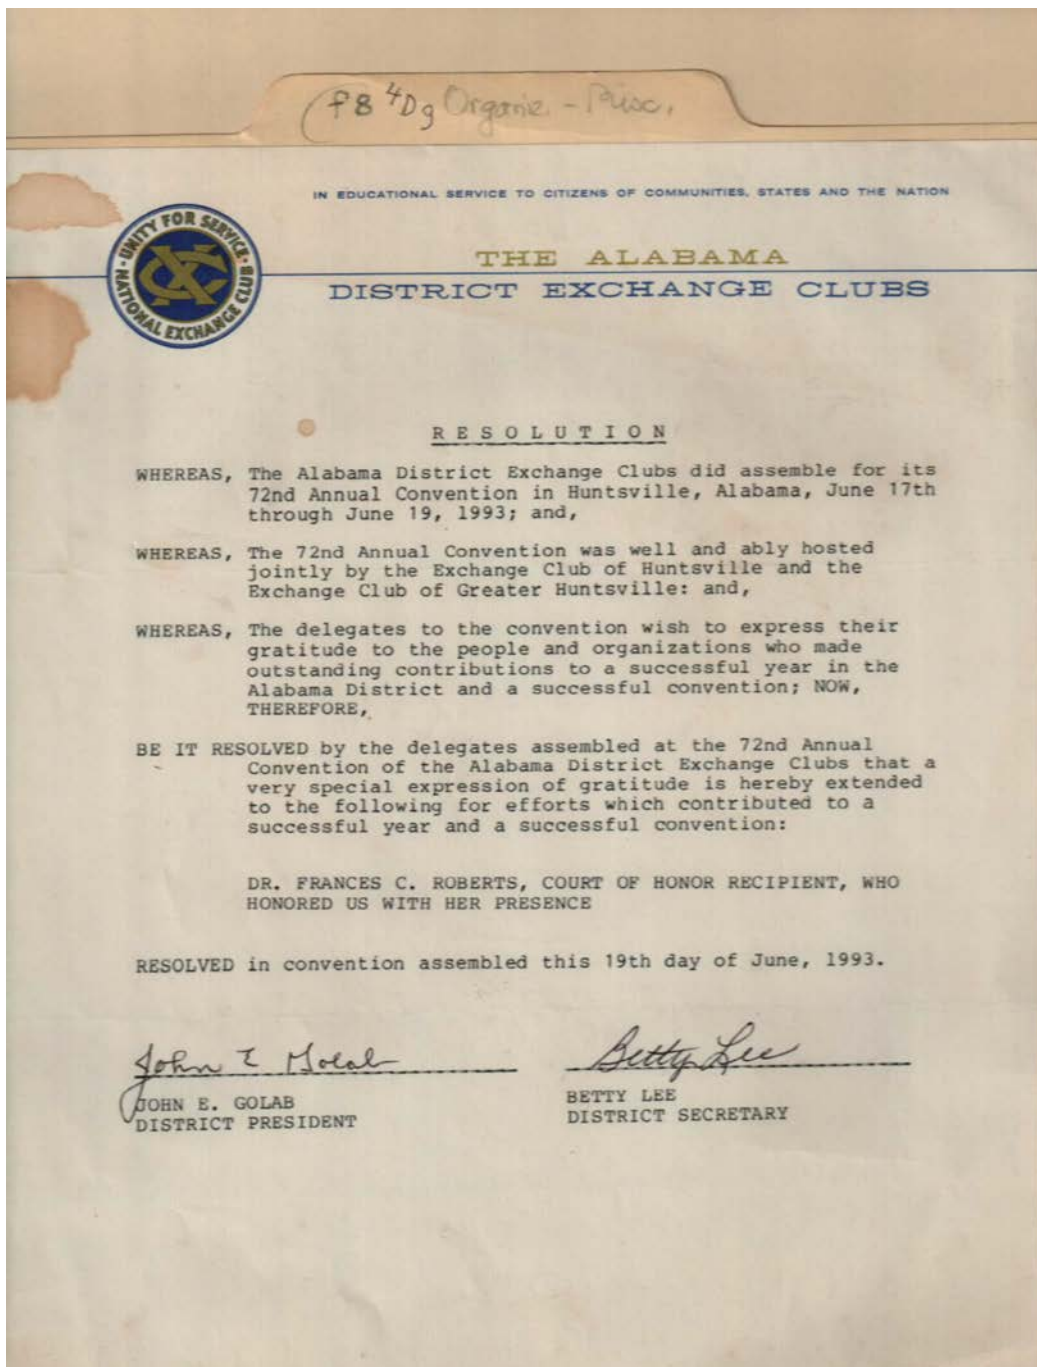 f8 4Dg Organiz. - Misc.
IN EDUCATIONAL SERVICE TO CITIZENS OF COMMUNITIES, STATES AND THE NATION
UNITY FOR SERVICE
NATIONAL EXCHANGE CLUB
THE ALABAMA
DISTRICT EXCHANGE CLUBS
RESOLUTION
WHEREAS, The Alabama District Exchange Clubs did assemble for its
72nd Annual Convention in Huntsville, Alabama, June 17th
through June 19, 1993; and,
WHEREAS, The 72nd Annual Convention was well and ably hosted
jointly by the Exchange Club of Huntsville and the
Exchange Club of Greater Huntsville: and,
WHEREAS, The delegates to the convention wish to express their
gratitude to the people and organizations who made
outstanding contributions to a successful year in the
Alabama District and a successful convention; NOW,
THEREFORE,
BE IT RESOLVED by the delegates assembled at the 72nd Annual
Convention of the Alabama District Exchange Clubs that a
very special expression of gratitude is hereby extended
to the following for efforts which contributed to a
successful year and a successful convention:
DR. FRANCES C. ROBERTS, COURT OF HONOR RECIPIENT, WHO
HONORED US WITH HER PRESENCE
RESOLVED in convention assembled this 19th day of June, 1993.
John E Golab
Betty Lee
JOHN E. GOLAB
DISTRICT PRESIDENT
BETTY LEE
DISTRICT SECRETARY